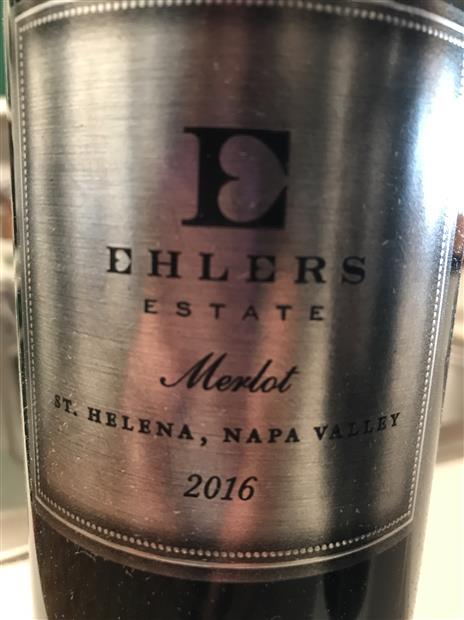 E
EHLERS
ESTATE
Merlot
ST. HELENA, NAPA VALLEY
2016